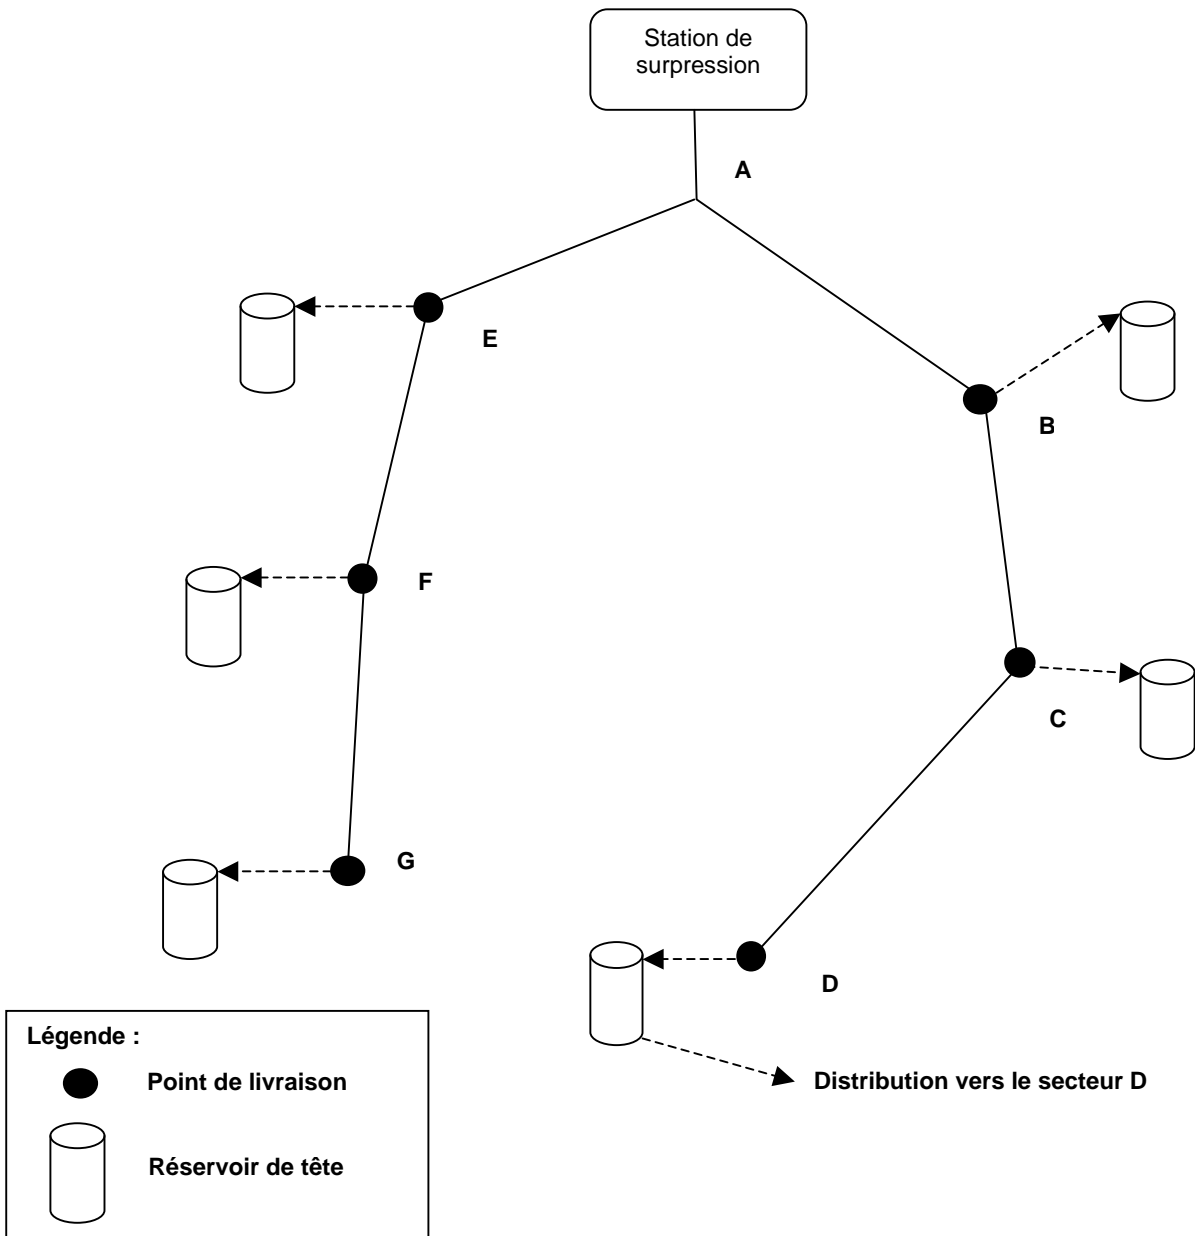 Station de
surpression
A
E
B
F
C
G
D
Légende :
Point de livraison
Distribution vers le secteur D
Réservoir de tête